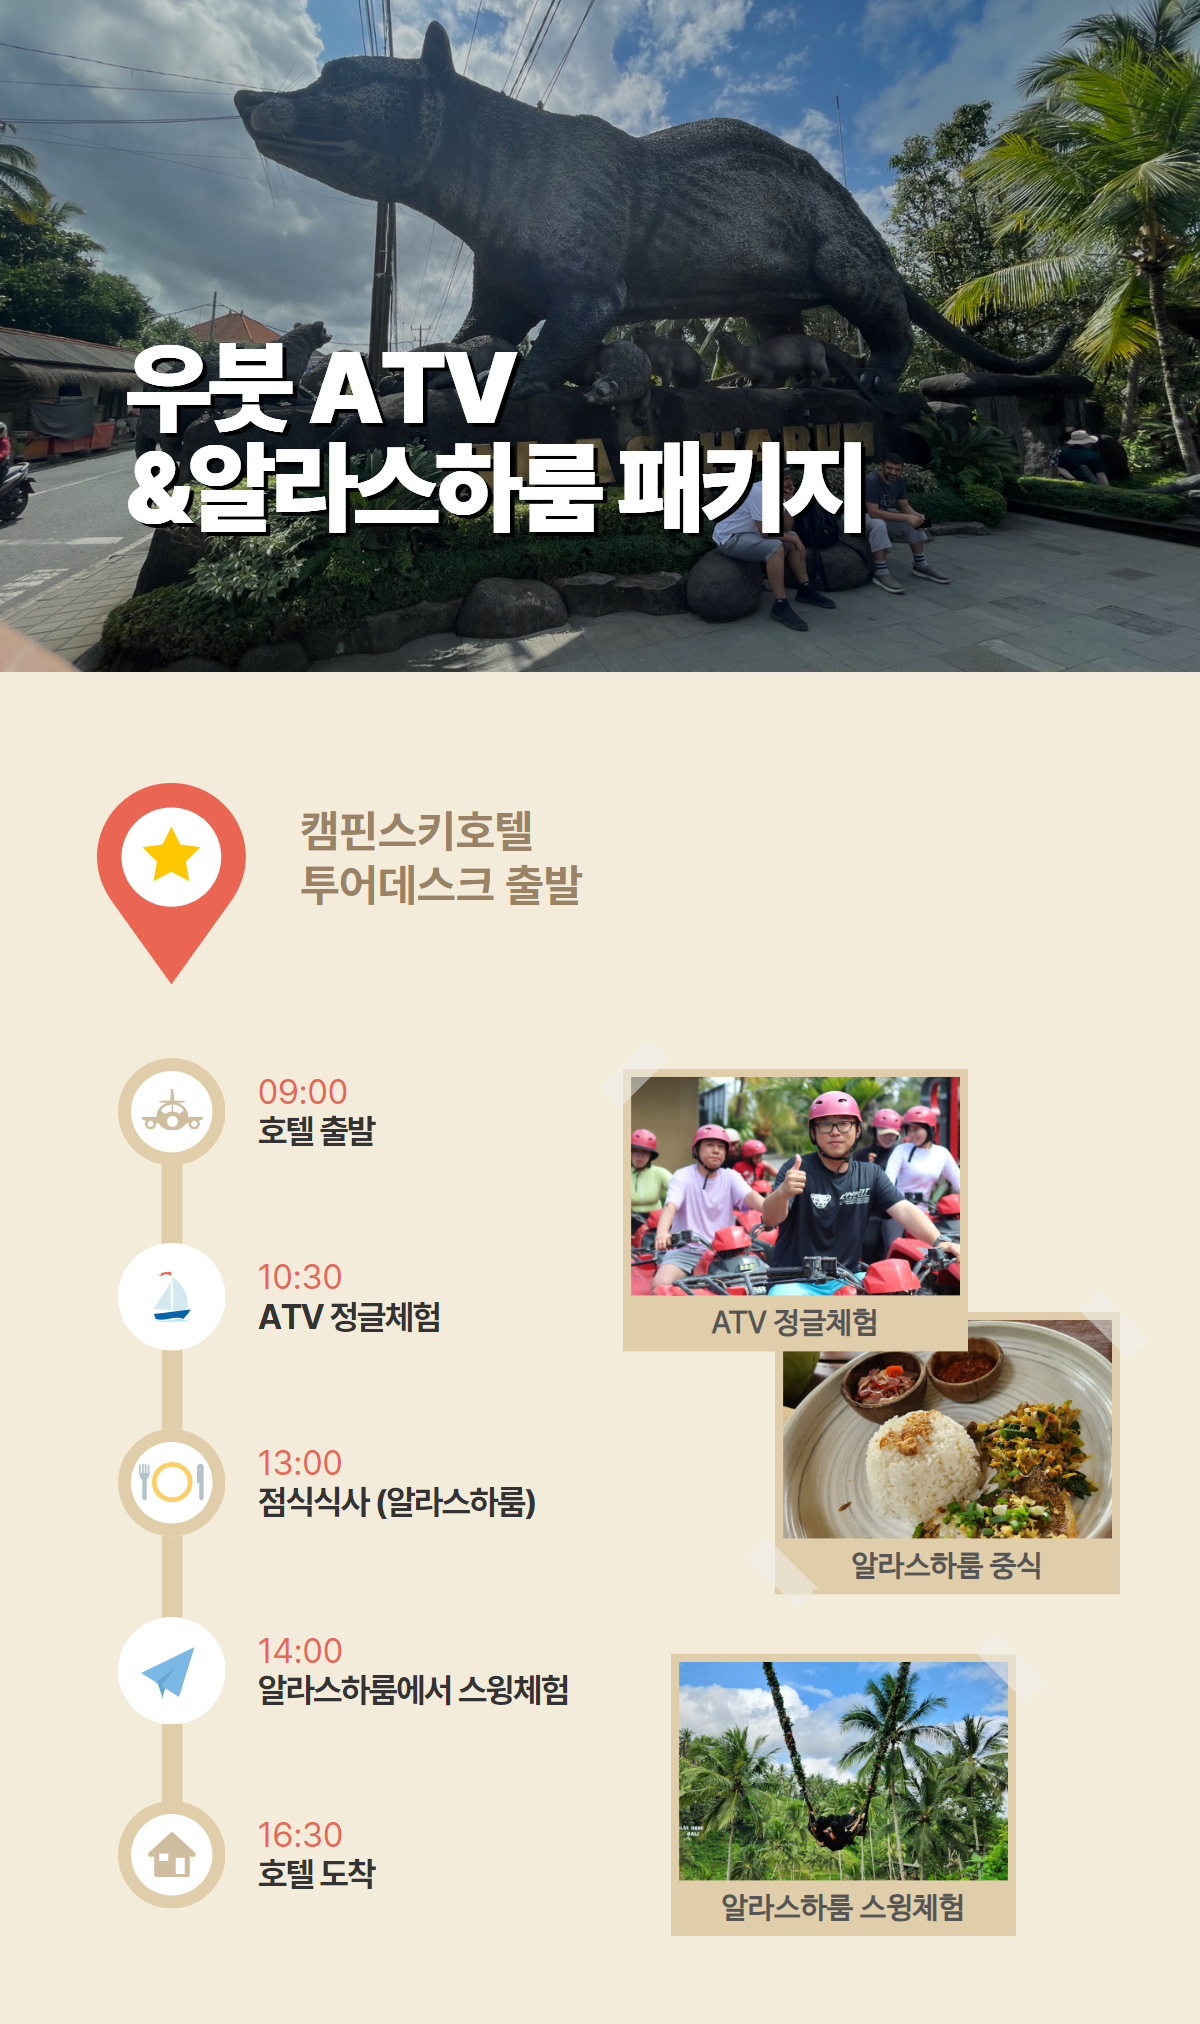 우붓 ATV
&알라스하룸 패키지
ALAS HARUM
캠핀스키호텔
투어데스크 출발
09:00
호텔 출발
10:30
ATV 정글체험
13:00
점식식사 (알라스하룸)
14:00
알라스하룸에서 스윙체험
16:30
호텔 도착
ATV 정글체험
알라스하룸 중식
알라스하룸 스윙체험